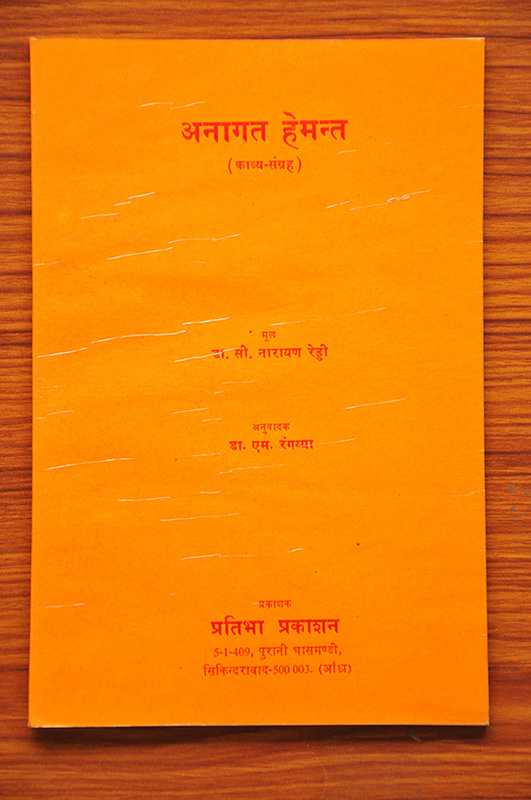 अनागत हेमन्त
(काव्य-संग्रह)
मूल
डा. सी. नारायण रेड्डी
अनुवादक
डा. एम. रंगय्या
प्रकाशक
प्रतिभा प्रकाशन
5-1-409, पुरानी घासमण्डी,
सिकिन्दराबाद-500 003. (आँध्र)